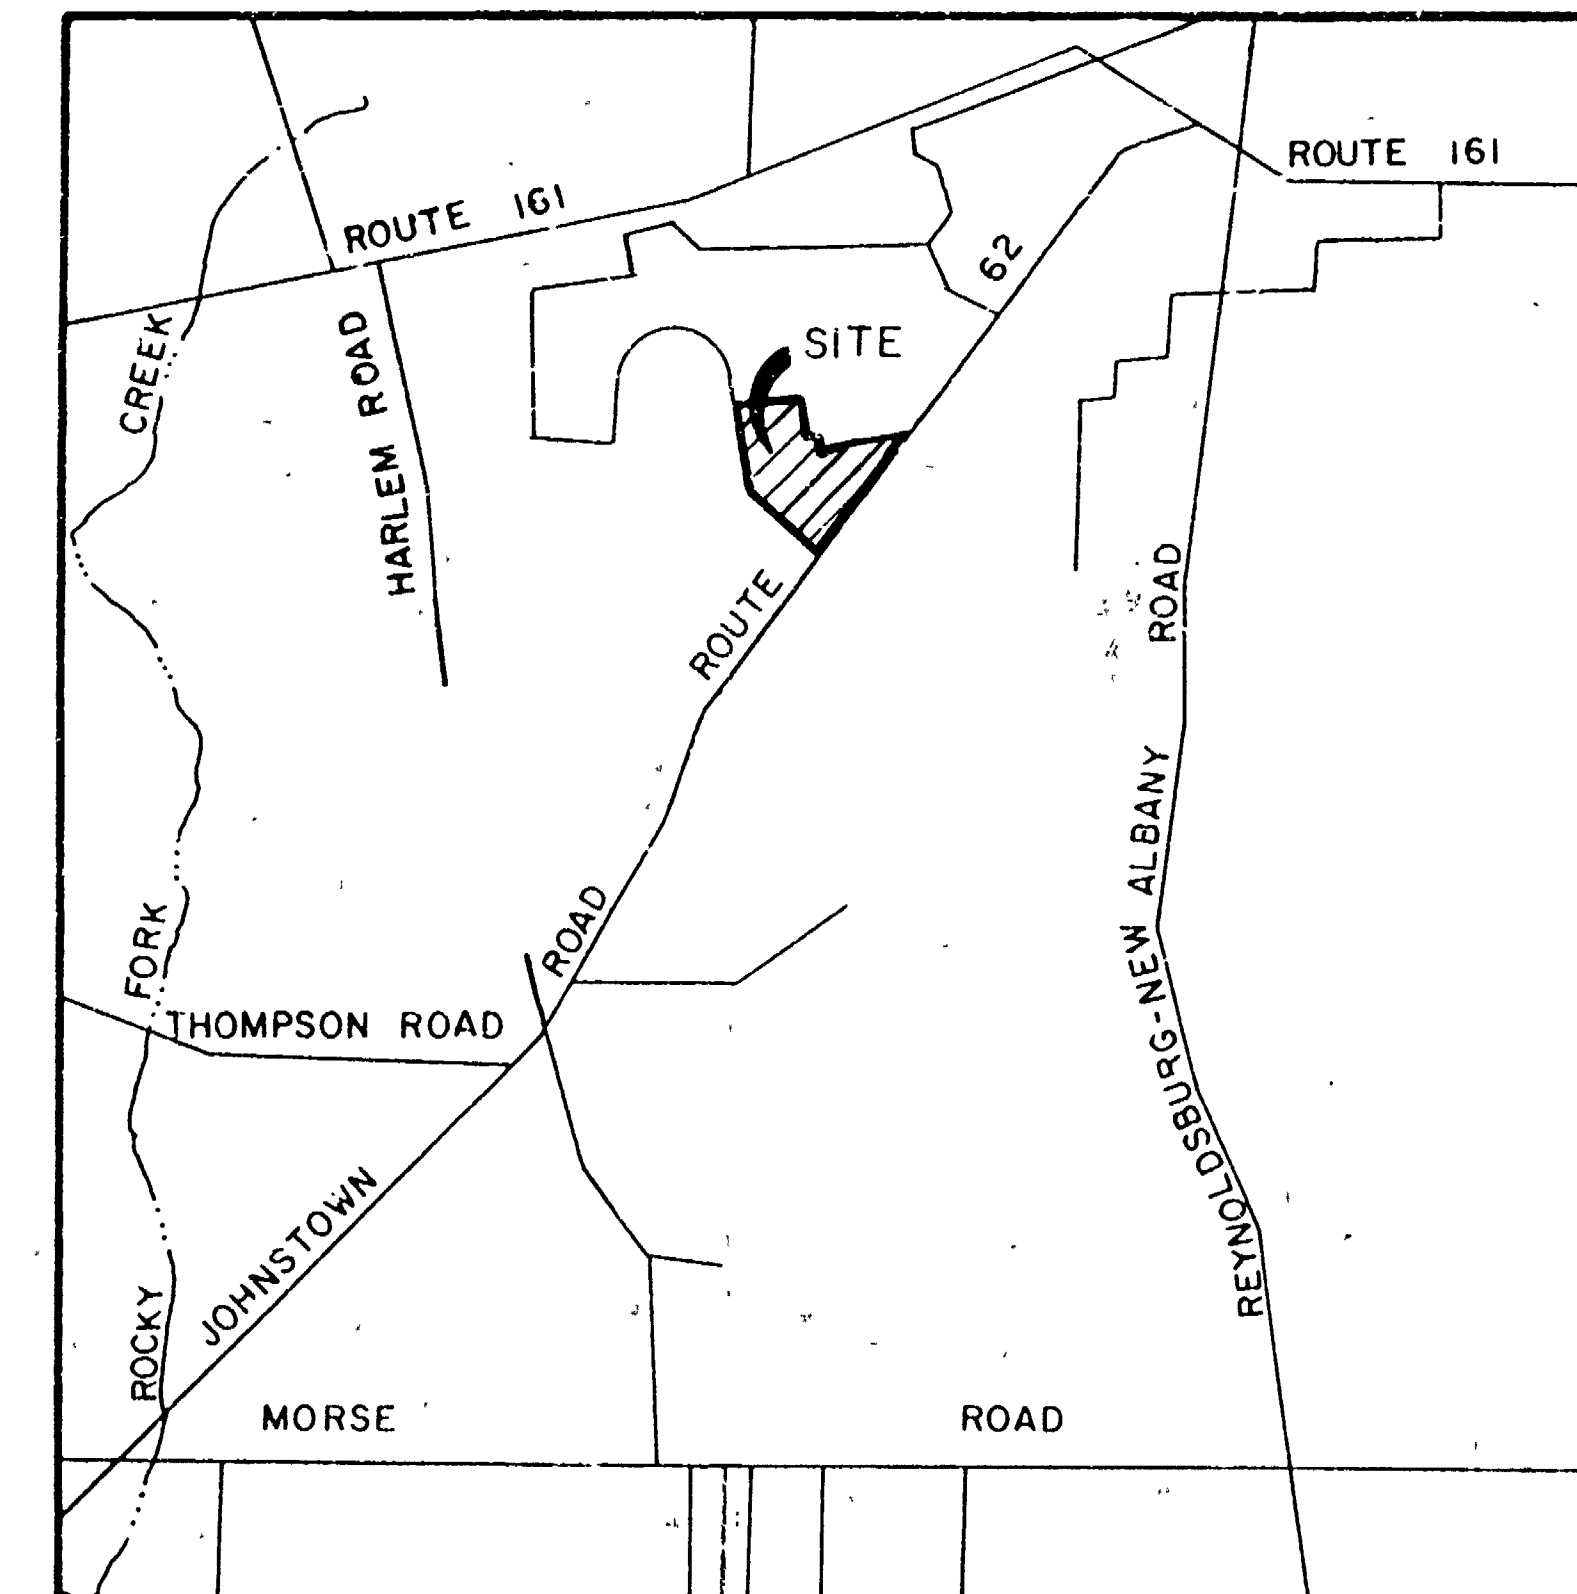 ROUTE 161
ROUTE 161
62
SITE
CREEK
HARLEM ROAD
ROUTE
ROAD
REYNOLDSBURG-NEW ALBANY
FORK
ROAD
THOMPSON ROAD
JOHNSTOWN
ROCKY
MORSE ROAD